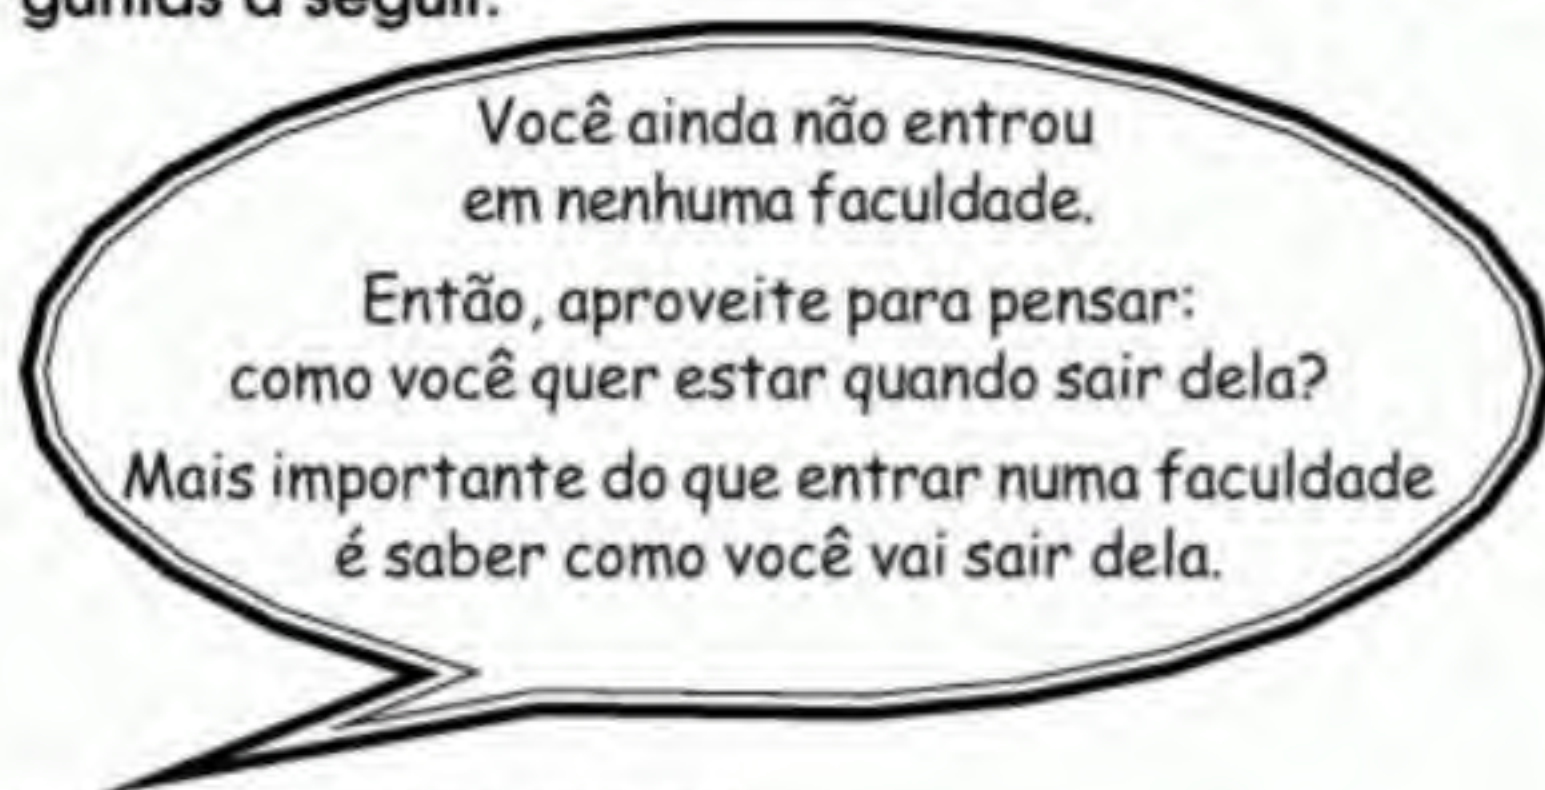 a seguir.
Você ainda não entrou
em nenhuma faculdade.
Então, aproveite para pensar:
como você quer estar quando sair dela?
Mais importante do que entrar numa faculdade
é saber como você vai sair dela.